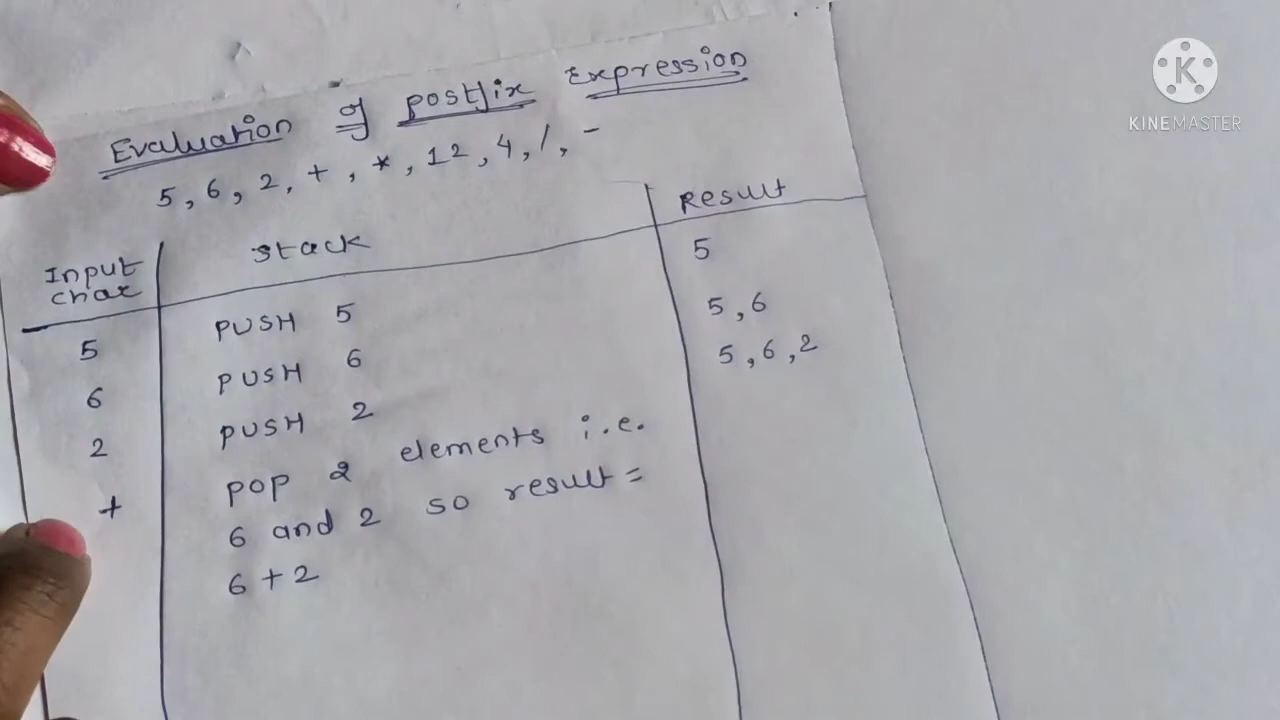 Evaluation of postfix Expression
5, 6, 2, +, *, 12, 4, /, -
Input char | Stack | Result
5 | PUSH 5 | 5
6 | PUSH 6 | 5, 6
2 | PUSH 2 | 5, 6, 2
+ | pop 2 elements i.e.
6 and 2 so result =
6 + 2
KINEMASTER